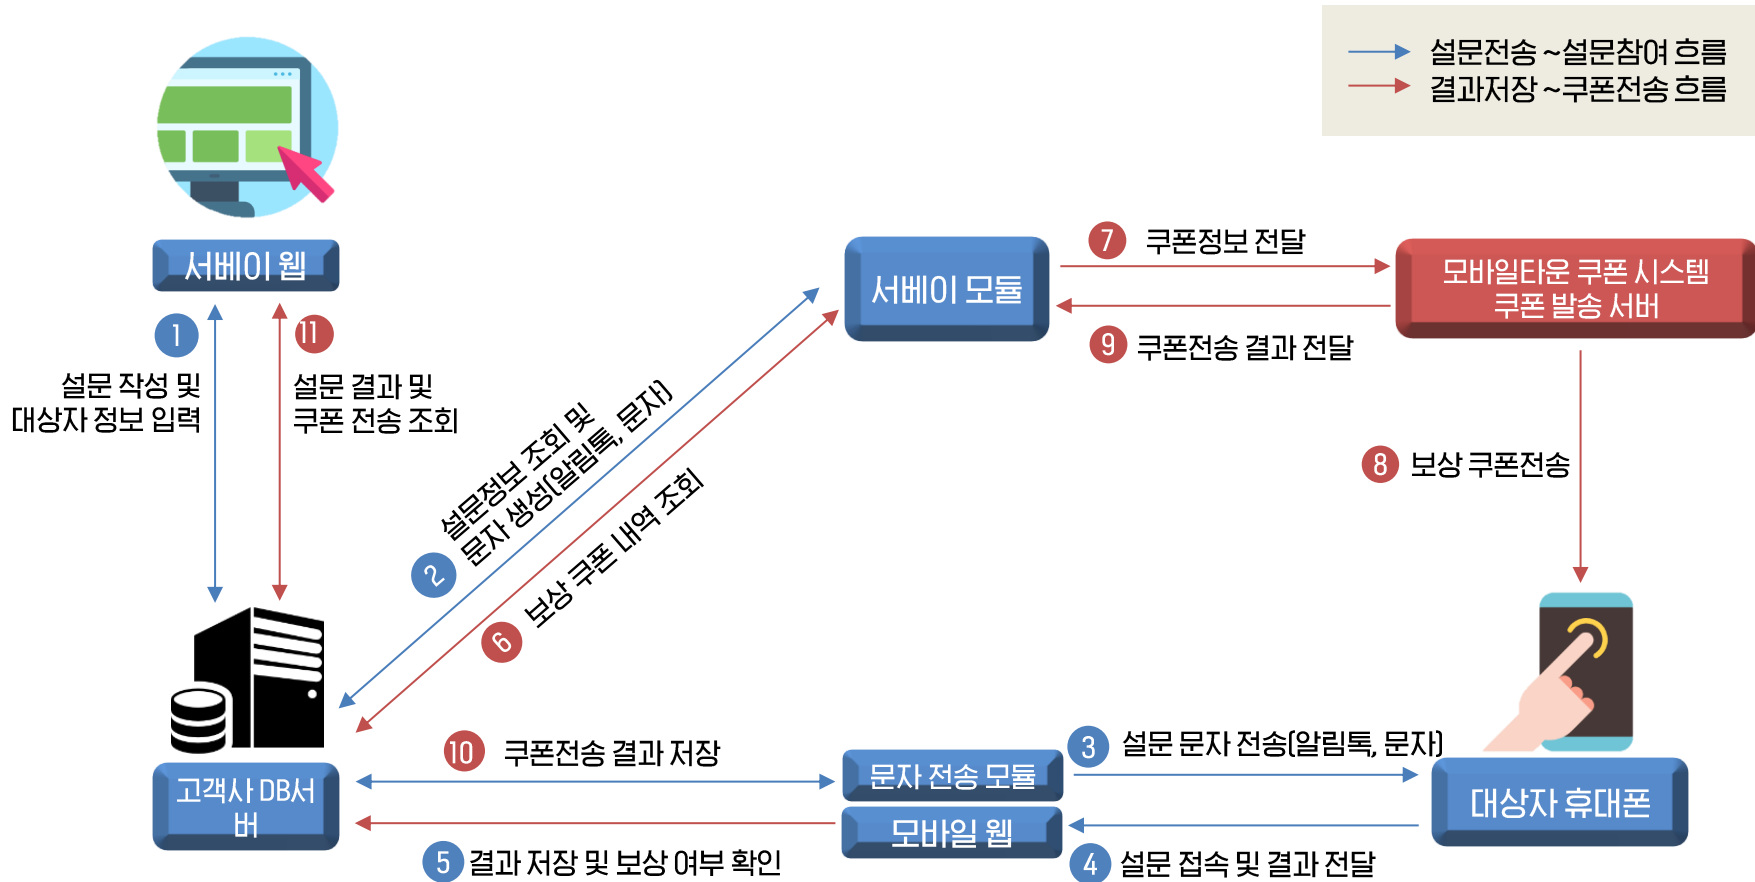 설문전송 ~설문참여 흐름
결과저장 ~쿠폰전송 흐름
서베이 웹
1
설문 작성 및
대상자 정보 입력
11
설문 결과 및
쿠폰 전송 조회
서베이 모듈
7 쿠폰정보 전달
9 쿠폰전송 결과 전달
모바일타운 쿠폰 시스템
쿠폰 발송 서버
8 보상 쿠폰전송
2
설문정보 조회 및
문자 생성(알림톡, 문자)
6 보상 쿠폰 내역 조회
고객사 DB서
버
10 쿠폰전송 결과 저장
5 결과 저장 및 보상 여부 확인
문자 전송 모듈
모바일 웹
3 설문 문자 전송(알림톡, 문자)
4 설문 접속 및 결과 전달
대상자 휴대폰